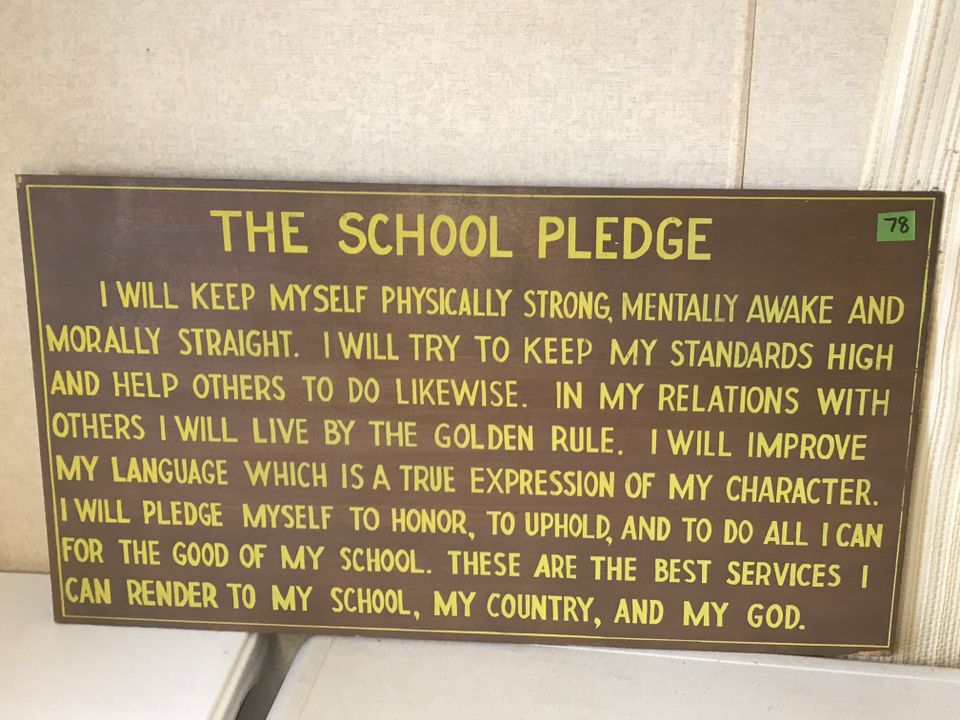 THE SCHOOL PLEDGE
78
I WILL KEEP MYSELF PHYSICALLY STRONG, MENTALLY AWAKE AND
MORALLY STRAIGHT. I WILL TRY TO KEEP MY STANDARDS HIGH
AND HELP OTHERS TO DO LIKEWISE. IN MY RELATIONS WITH
OTHERS I WILL LIVE BY THE GOLDEN RULE. I WILL IMPROVE
MY LANGUAGE WHICH IS A TRUE EXPRESSION OF MY CHARACTER.
I WILL PLEDGE MYSELF TO HONOR, TO UPHOLD, AND TO DO ALL I CAN
FOR THE GOOD OF MY SCHOOL. THESE ARE THE BEST SERVICES I
CAN RENDER TO MY SCHOOL, MY COUNTRY, AND MY GOD.